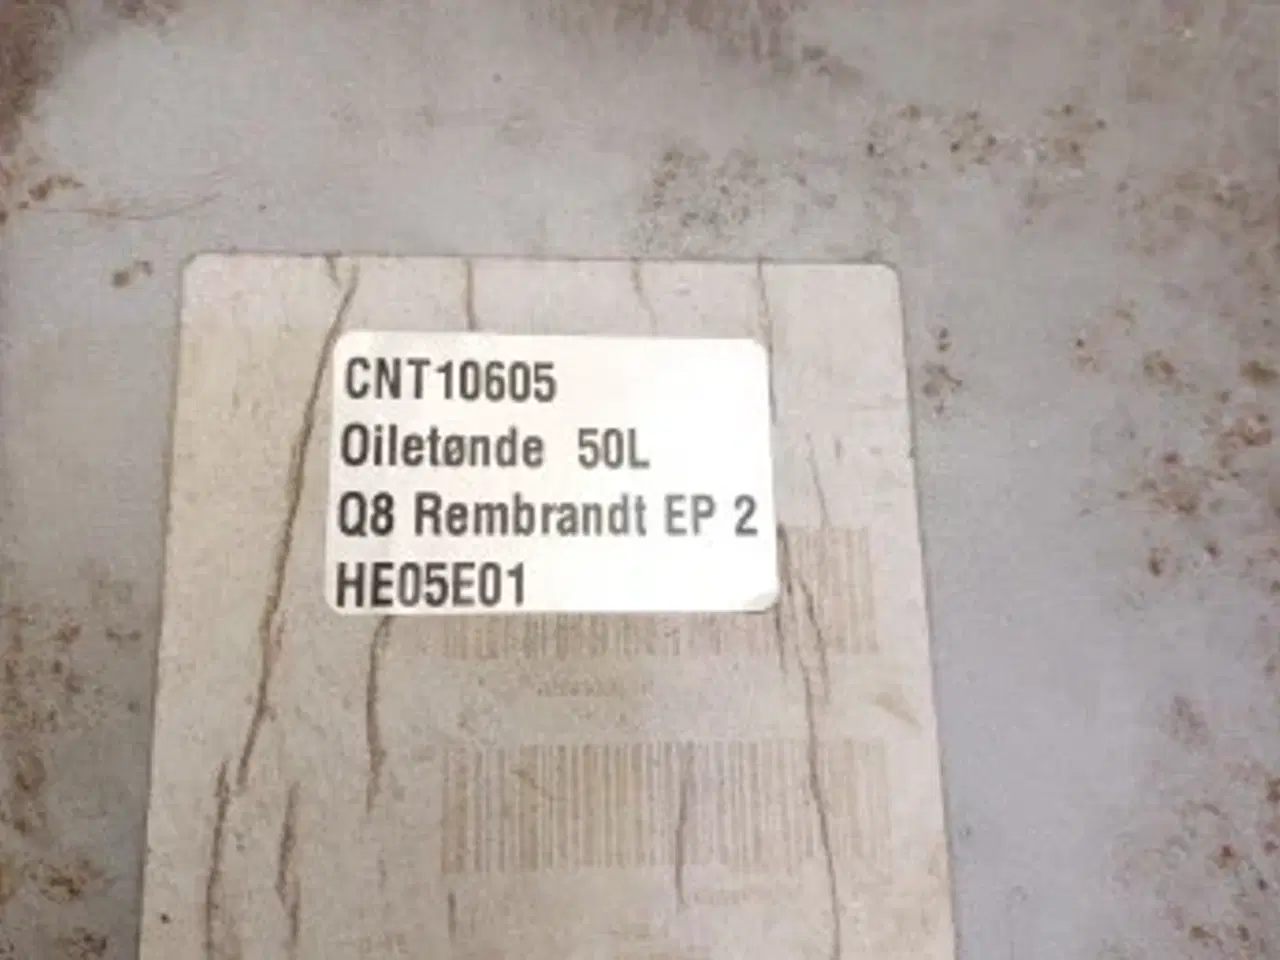 CNT10605
Oiletønde 50L
Q8 Rembrandt EP 2
HE05E01